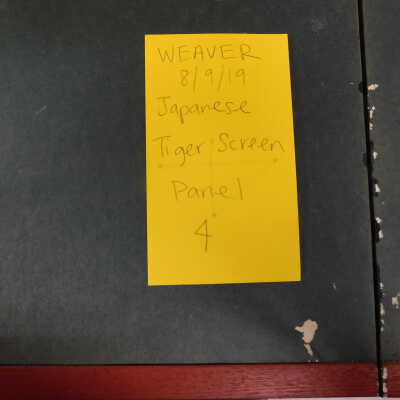 WEAVER
8/9/19
Japanese
Tiger Screen
Panel
4